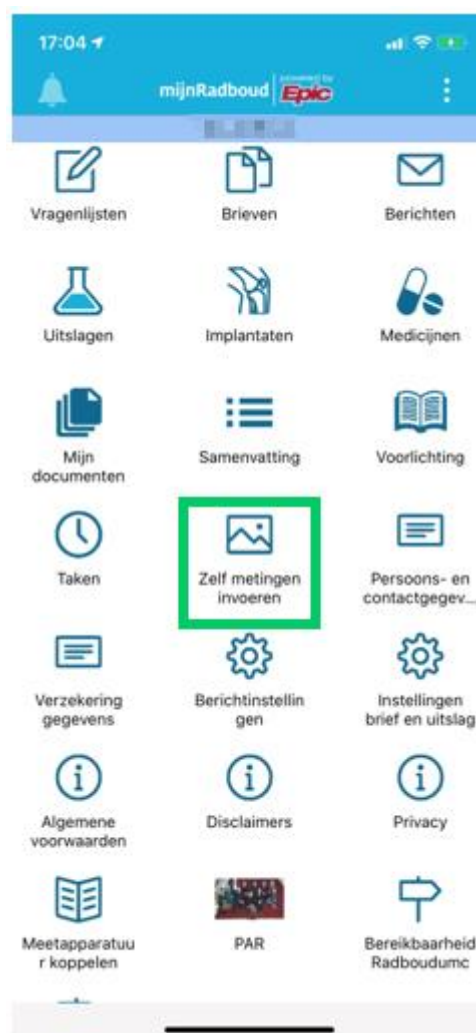 17:04
mijnRadboud
powered by
Epic
Vragenlijsten
Brieven
Berichten
Uitslagen
Implantaten
Medicijnen
Mijn
documenten
Samenvatting
Voorlichting
Taken
Zelf metingen
invoeren
Persoons- en
contactgegev...
Verzekering
gegevens
Berichtinstellin
gen
Instellingen
brief en uitslag
Algemene
voorwaarden
Disclaimers
Privacy
Meetapparatuu
r koppelen
PAR
Bereikbaarheid
Radboudumc